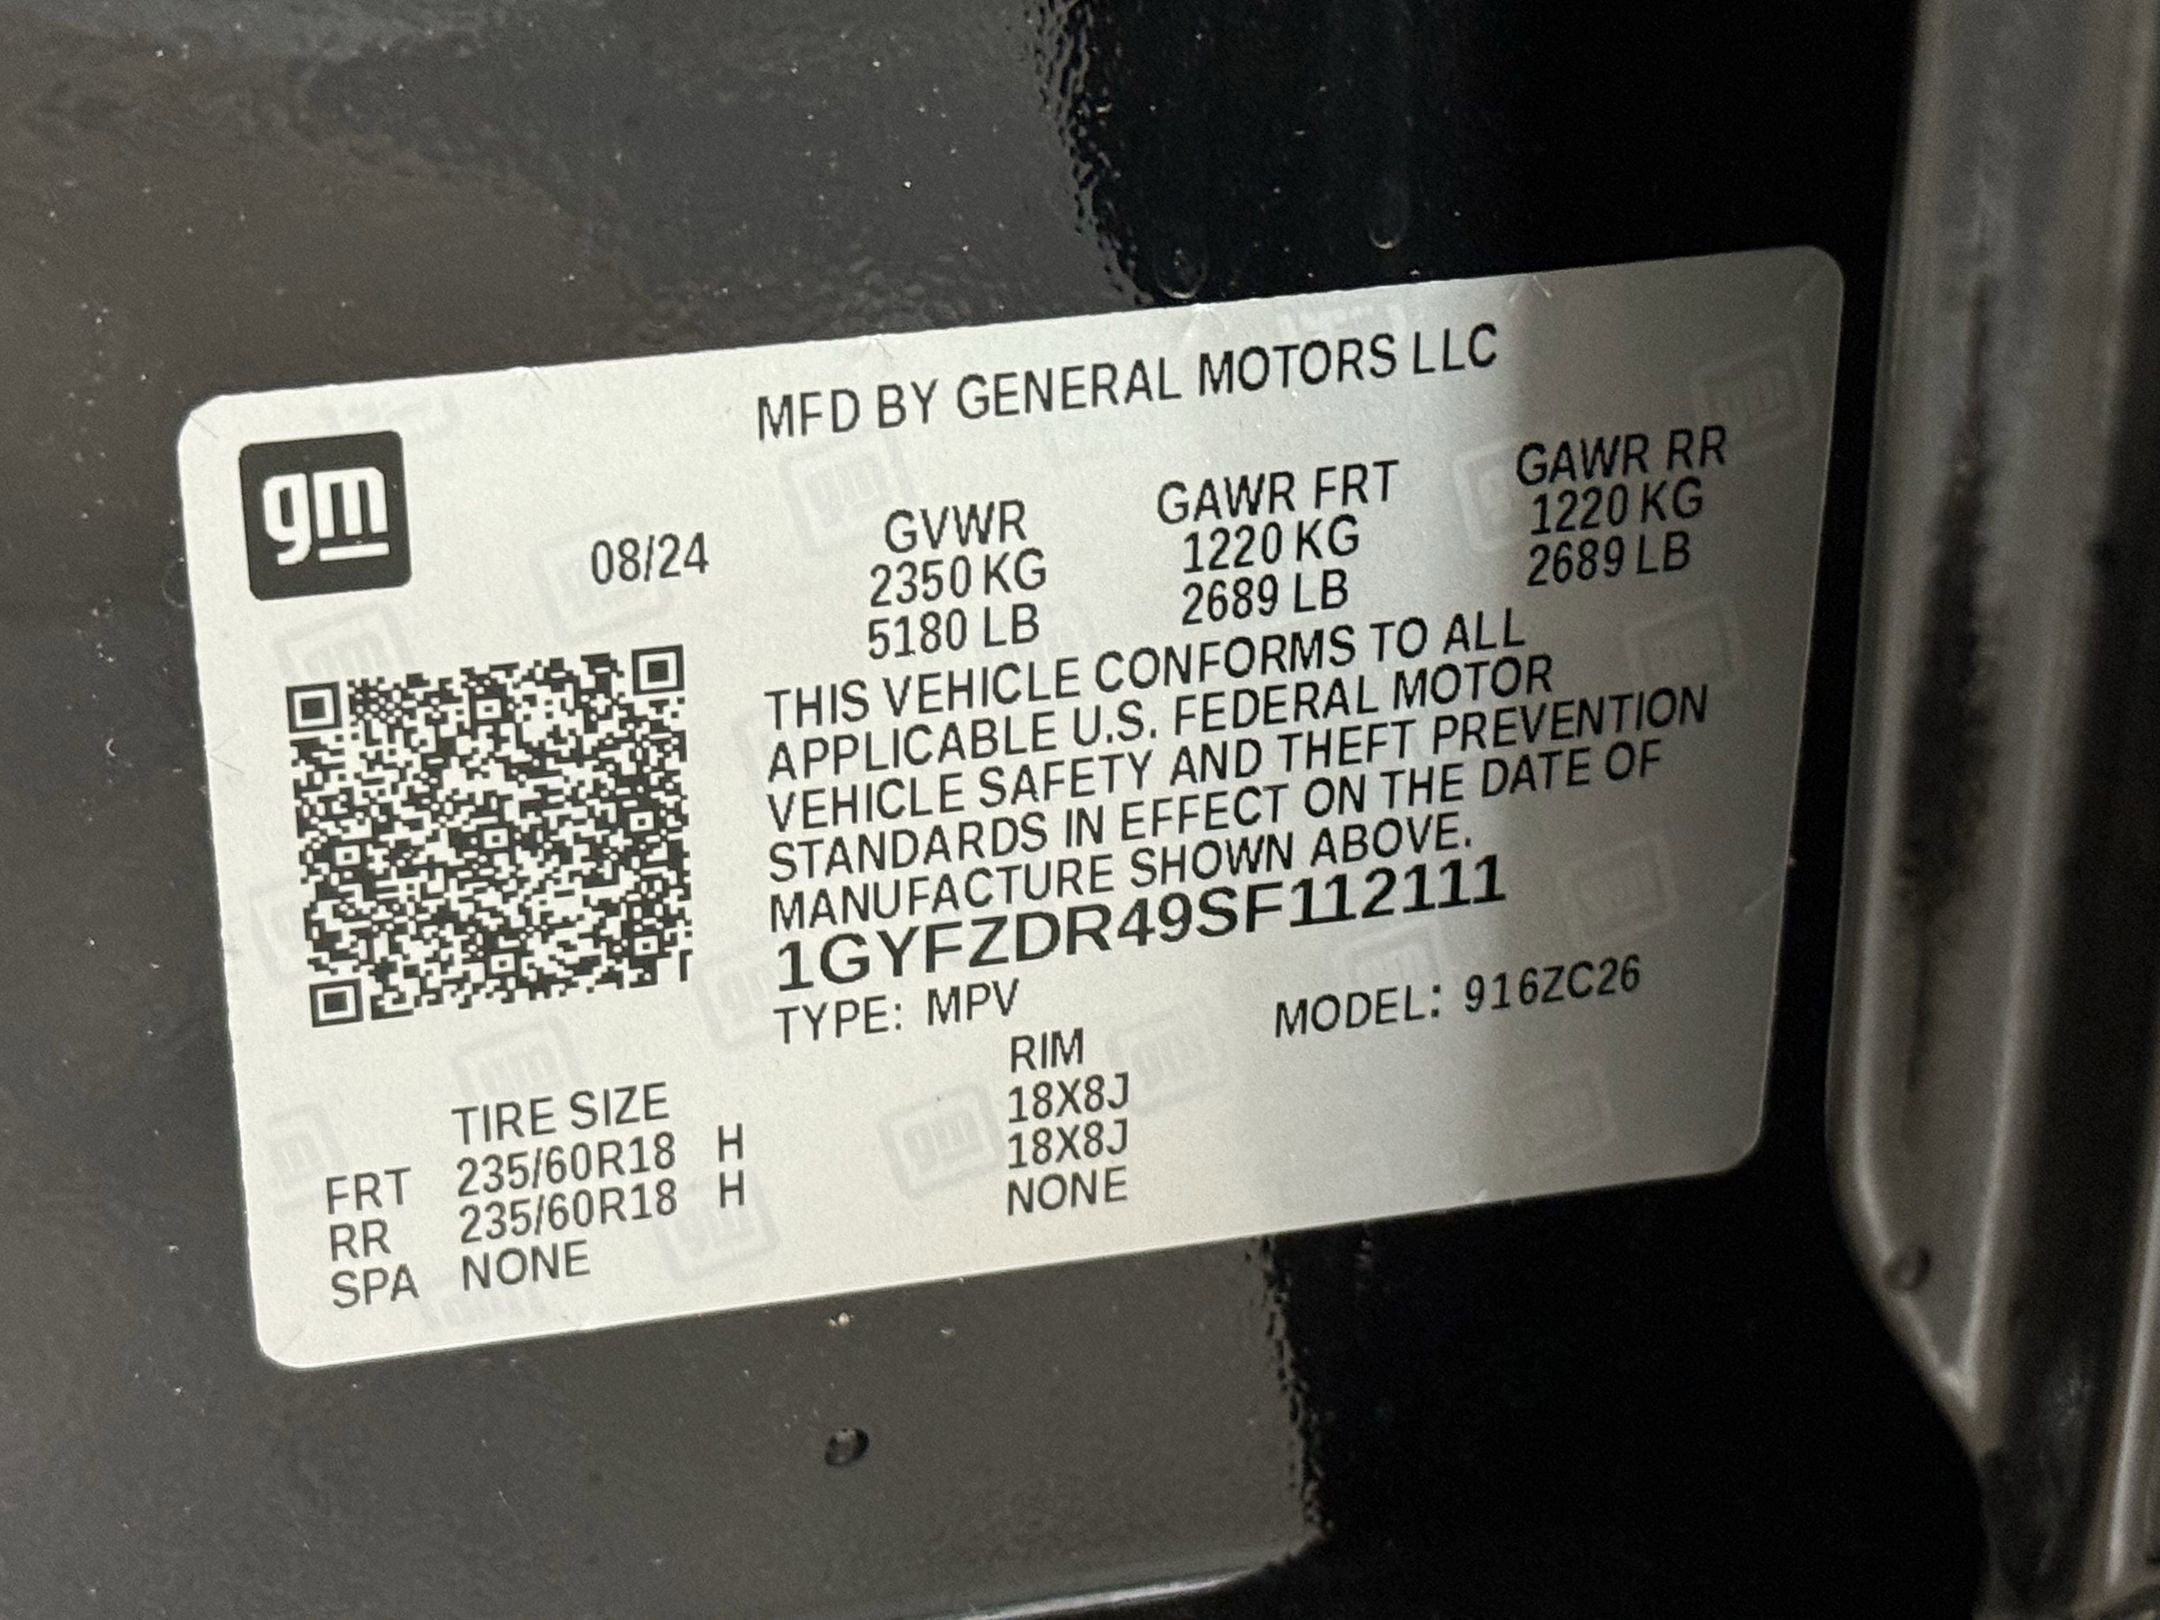 MFD BY GENERAL MOTORS LLC
gm
08/24
GVWR
2350 KG
5180 LB
GAWR FRT
1220 KG
2689 LB
GAWR RR
1220 KG
2689 LB
THIS VEHICLE CONFORMS TO ALL
APPLICABLE U.S. FEDERAL MOTOR
VEHICLE SAFETY AND THEFT PREVENTION
STANDARDS IN EFFECT ON THE DATE OF
MANUFACTURE SHOWN ABOVE.
1GYFZDR49SF112111
TYPE: MPV MODEL: 916ZC26
TIRE SIZE RIM
FRT 235/60R18 H 18X8J
RR 235/60R18 H 18X8J
SPA NONE NONE